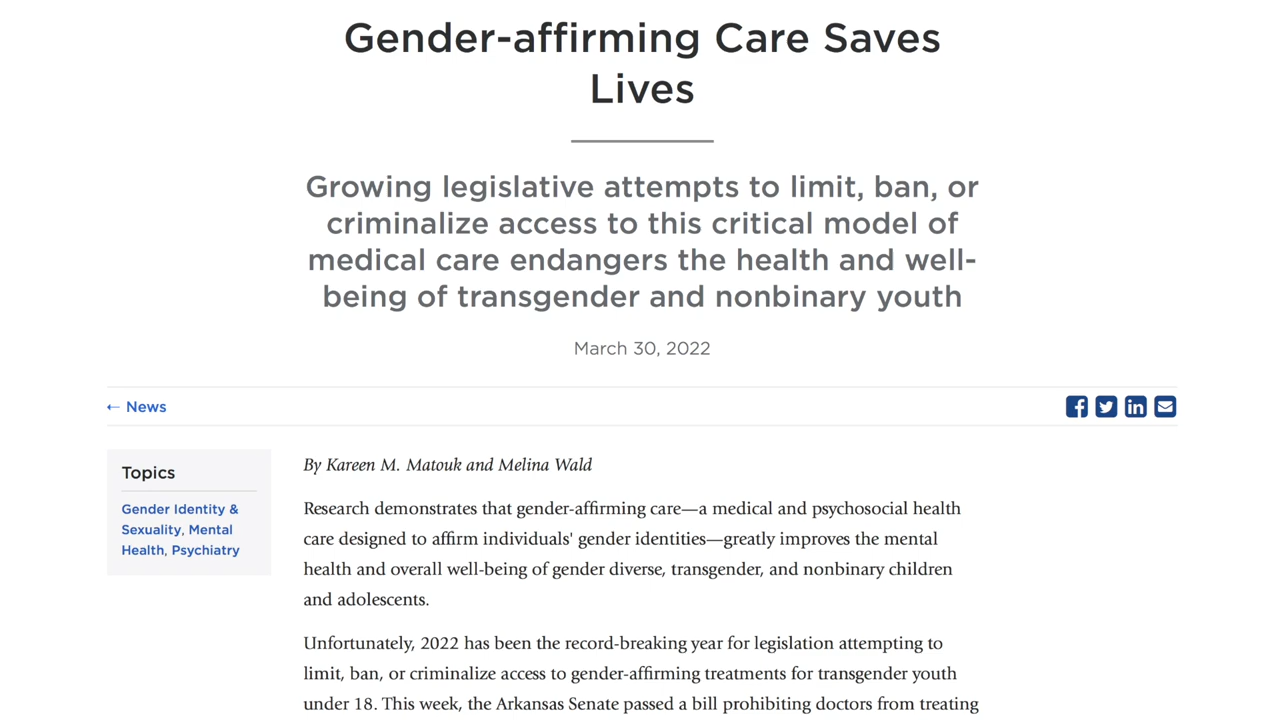 Gender-affirming Care Saves
Lives
Growing legislative attempts to limit, ban, or
criminalize access to this critical model of
medical care endangers the health and well-
being of transgender and nonbinary youth
March 30, 2022
← News
Topics
Gender Identity &
Sexuality, Mental
Health, Psychiatry
By Kareen M. Matouk and Melina Wald
Research demonstrates that gender-affirming care—a medical and psychosocial health
care designed to affirm individuals' gender identities—greatly improves the mental
health and overall well-being of gender diverse, transgender, and nonbinary children
and adolescents.
Unfortunately, 2022 has been the record-breaking year for legislation attempting to
limit, ban, or criminalize access to gender-affirming treatments for transgender youth
under 18. This week, the Arkansas Senate passed a bill prohibiting doctors from treating